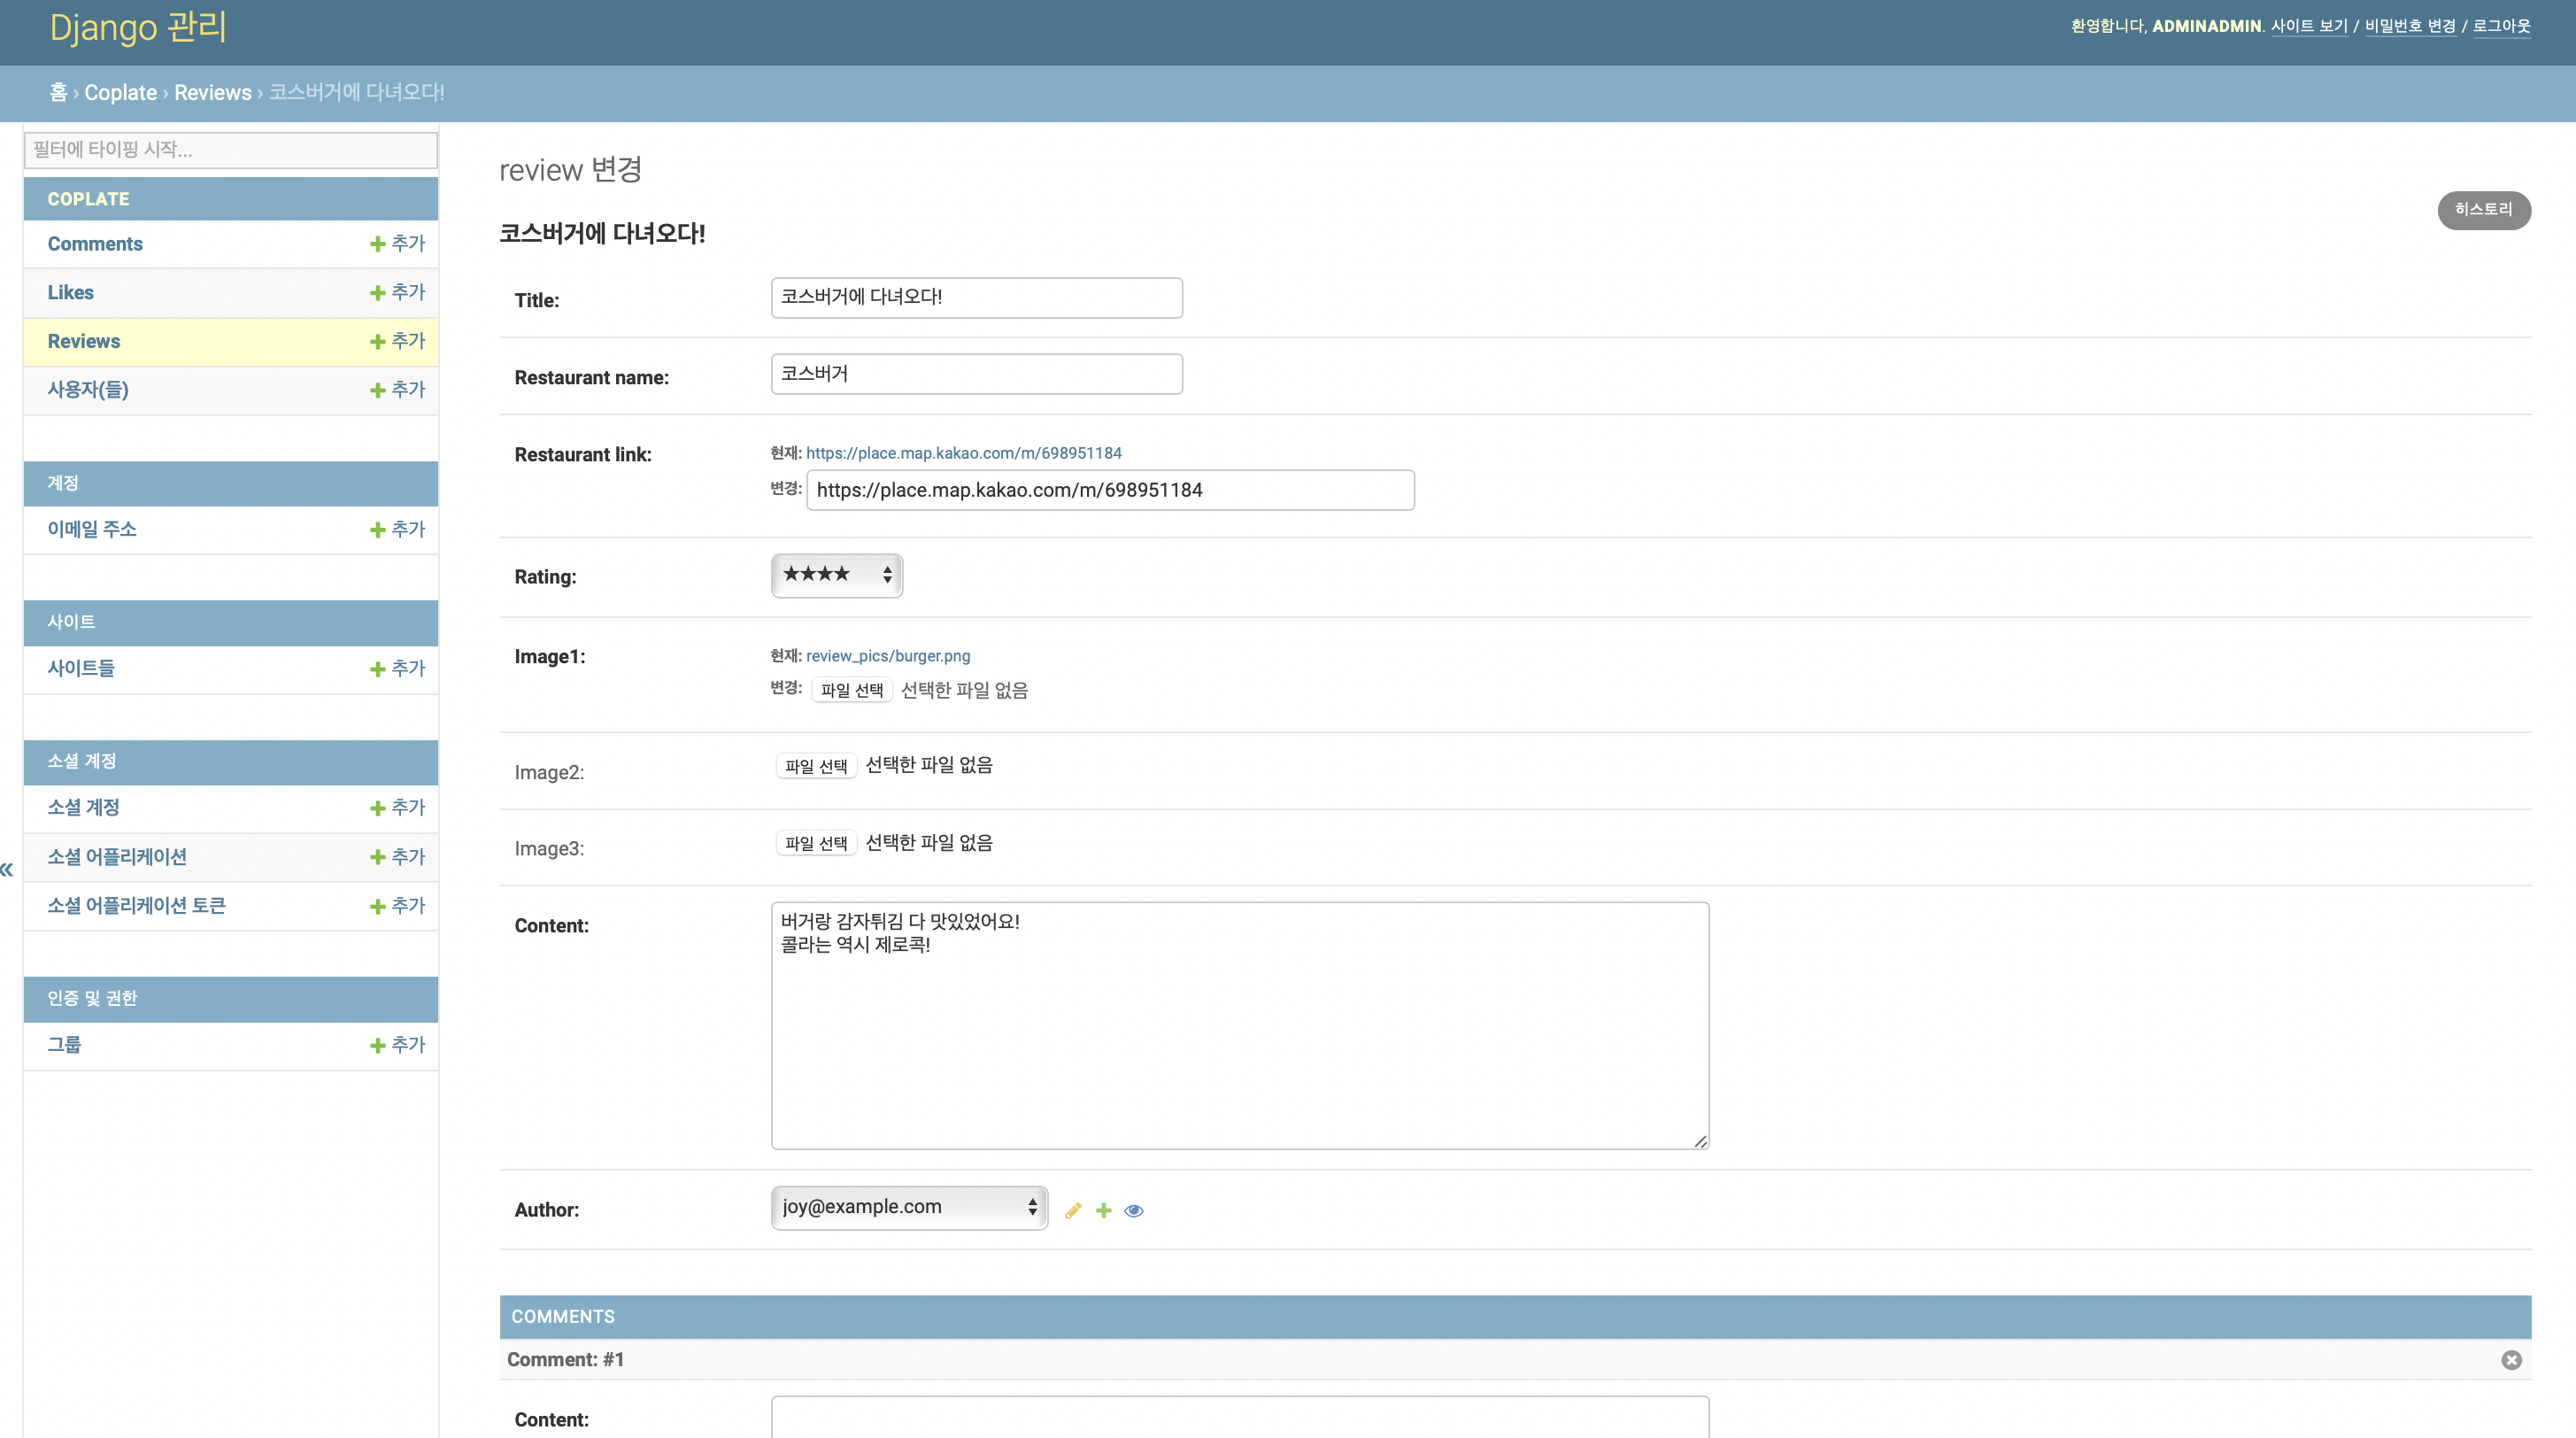 Django 관리
환영합니다, ADMINADMIN. 사이트 보기 / 비밀번호 변경 / 로그아웃
홈 › Coplate › Reviews › 코스버거에 다녀오다!
필터에 타이핑 시작...
COPLATE
Comments 추가
Likes 추가
Reviews 추가
사용자(들) 추가
계정
이메일 주소 추가
사이트
사이트들 추가
소셜 계정
소셜 계정 추가
소셜 어플리케이션 추가
소셜 어플리케이션 토큰 추가
인증 및 권한
그룹 추가
«
review 변경
히스토리
코스버거에 다녀오다!
Title: 코스버거에 다녀오다!
Restaurant name: 코스버거
Restaurant link: 현재: https://place.map.kakao.com/m/698951184
변경: https://place.map.kakao.com/m/698951184
Rating: ★★★★
Image1: 현재: review_pics/burger.png
변경: 파일 선택 선택한 파일 없음
Image2: 파일 선택 선택한 파일 없음
Image3: 파일 선택 선택한 파일 없음
Content: 버거랑 감자튀김 다 맛있었어요!
콜라는 역시 제로콕!
Author: joy@example.com
COMMENTS
Comment: #1
Content: